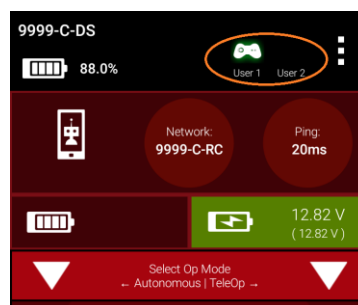 9999-C-DS
88.0%
User 1 User 2
Network:
9999-C-RC
Ping:
20ms
12.82 V
( 12.82 V )
Select Op Mode
← Autonomous | TeleOp →